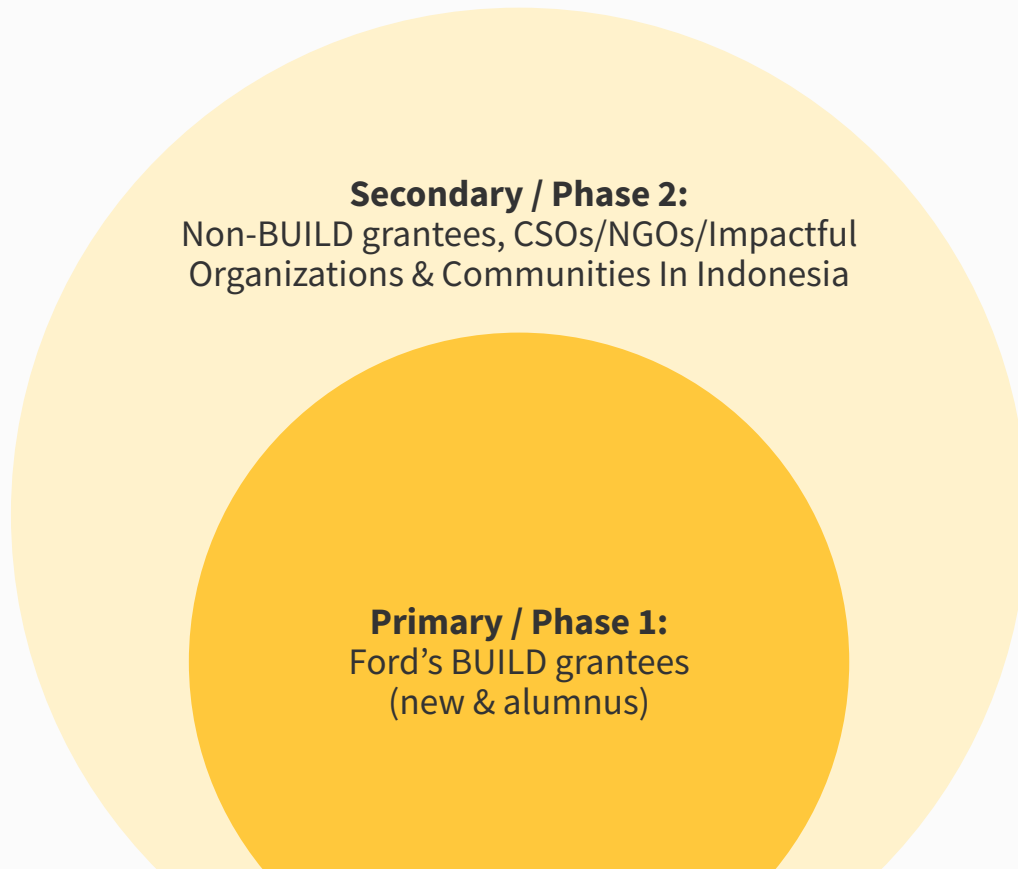 Secondary / Phase 2:
Non-BUILD grantees, CSOs/NGOs/Impactful
Organizations & Communities In Indonesia
Primary / Phase 1:
Ford’s BUILD grantees
(new & alumnus)